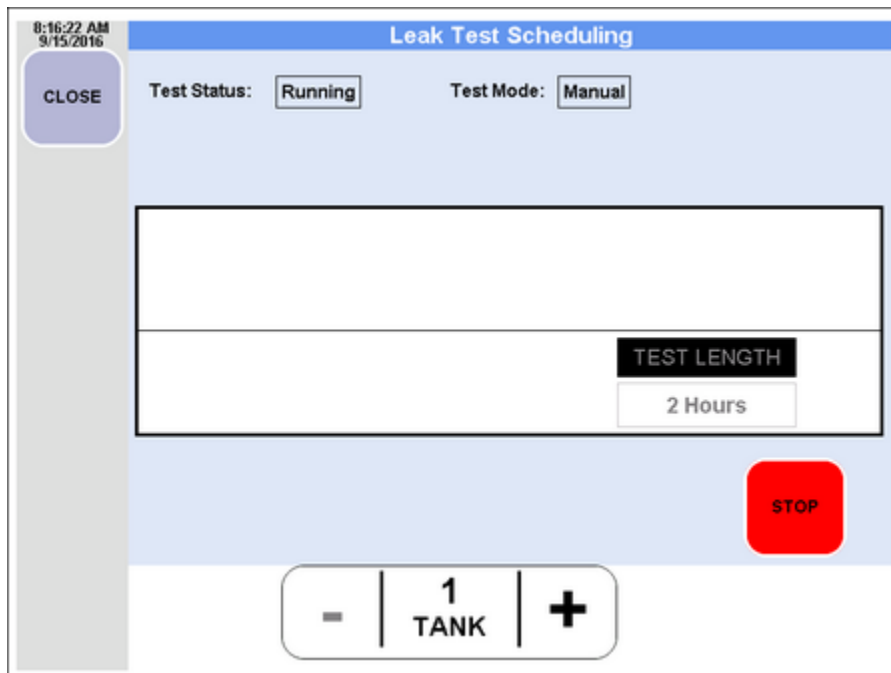 8:16:22 AM
9/15/2016
Leak Test Scheduling
CLOSE
Test Status: Running Test Mode: Manual
TEST LENGTH
2 Hours
STOP
- 1 +
TANK